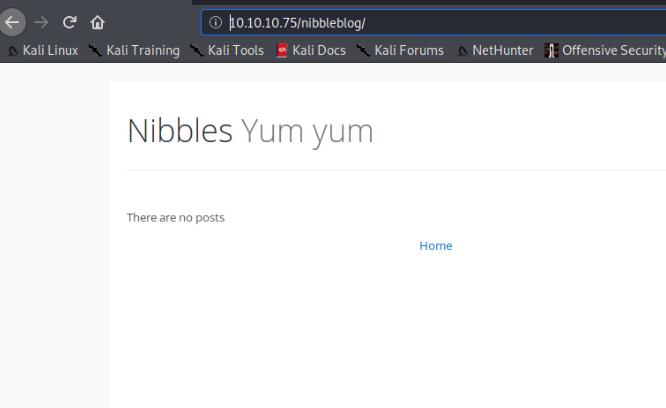 10.10.10.75/nibbleblog/
Kali Linux Kali Training Kali Tools Kali Docs Kali Forums NetHunter Offensive Security
Nibbles Yum yum
There are no posts
Home